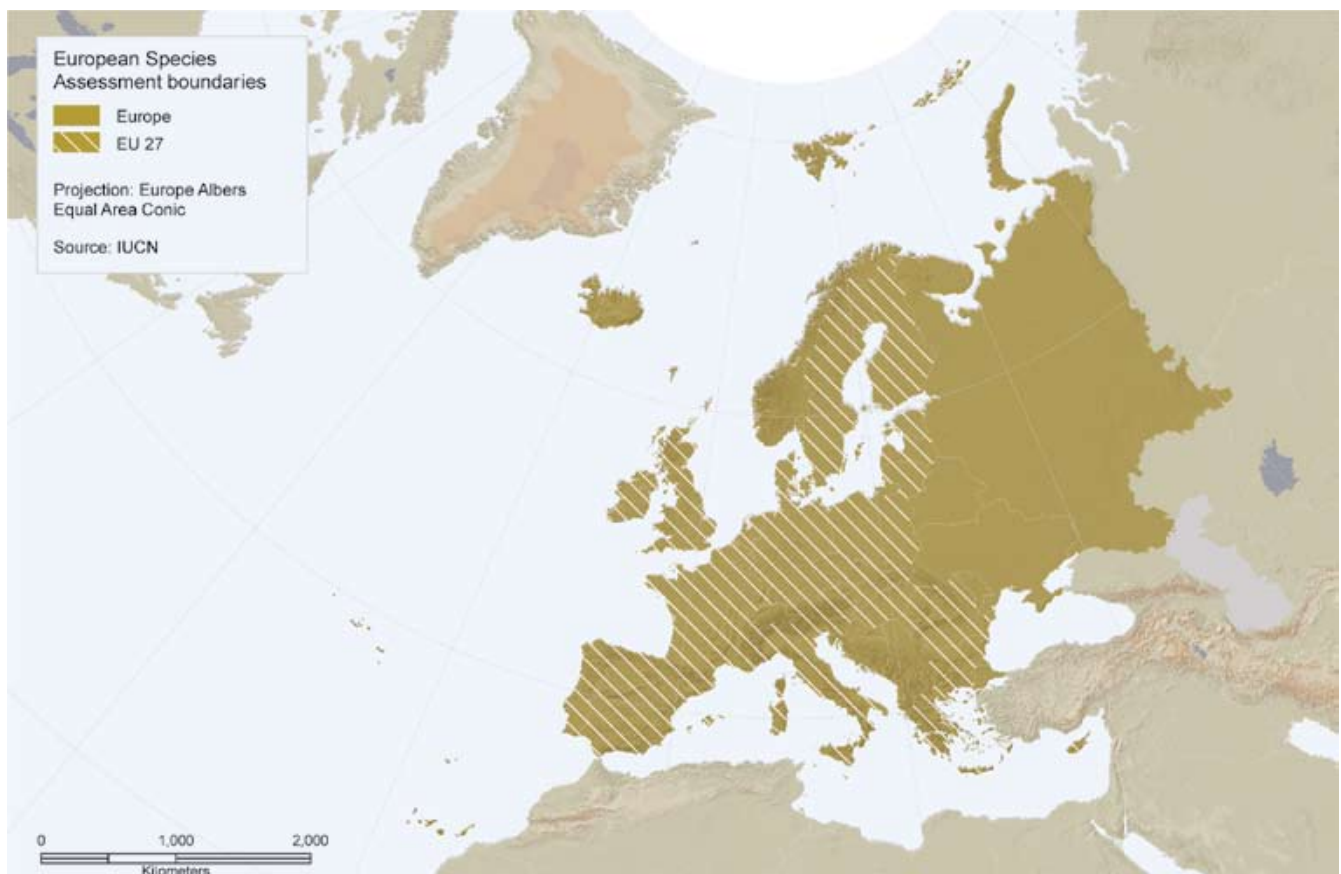 European Species
Assessment boundaries
Europe
EU 27
Projection: Europe Albers
Equal Area Conic
Source: IUCN
0 1,000 2,000
Kilometers